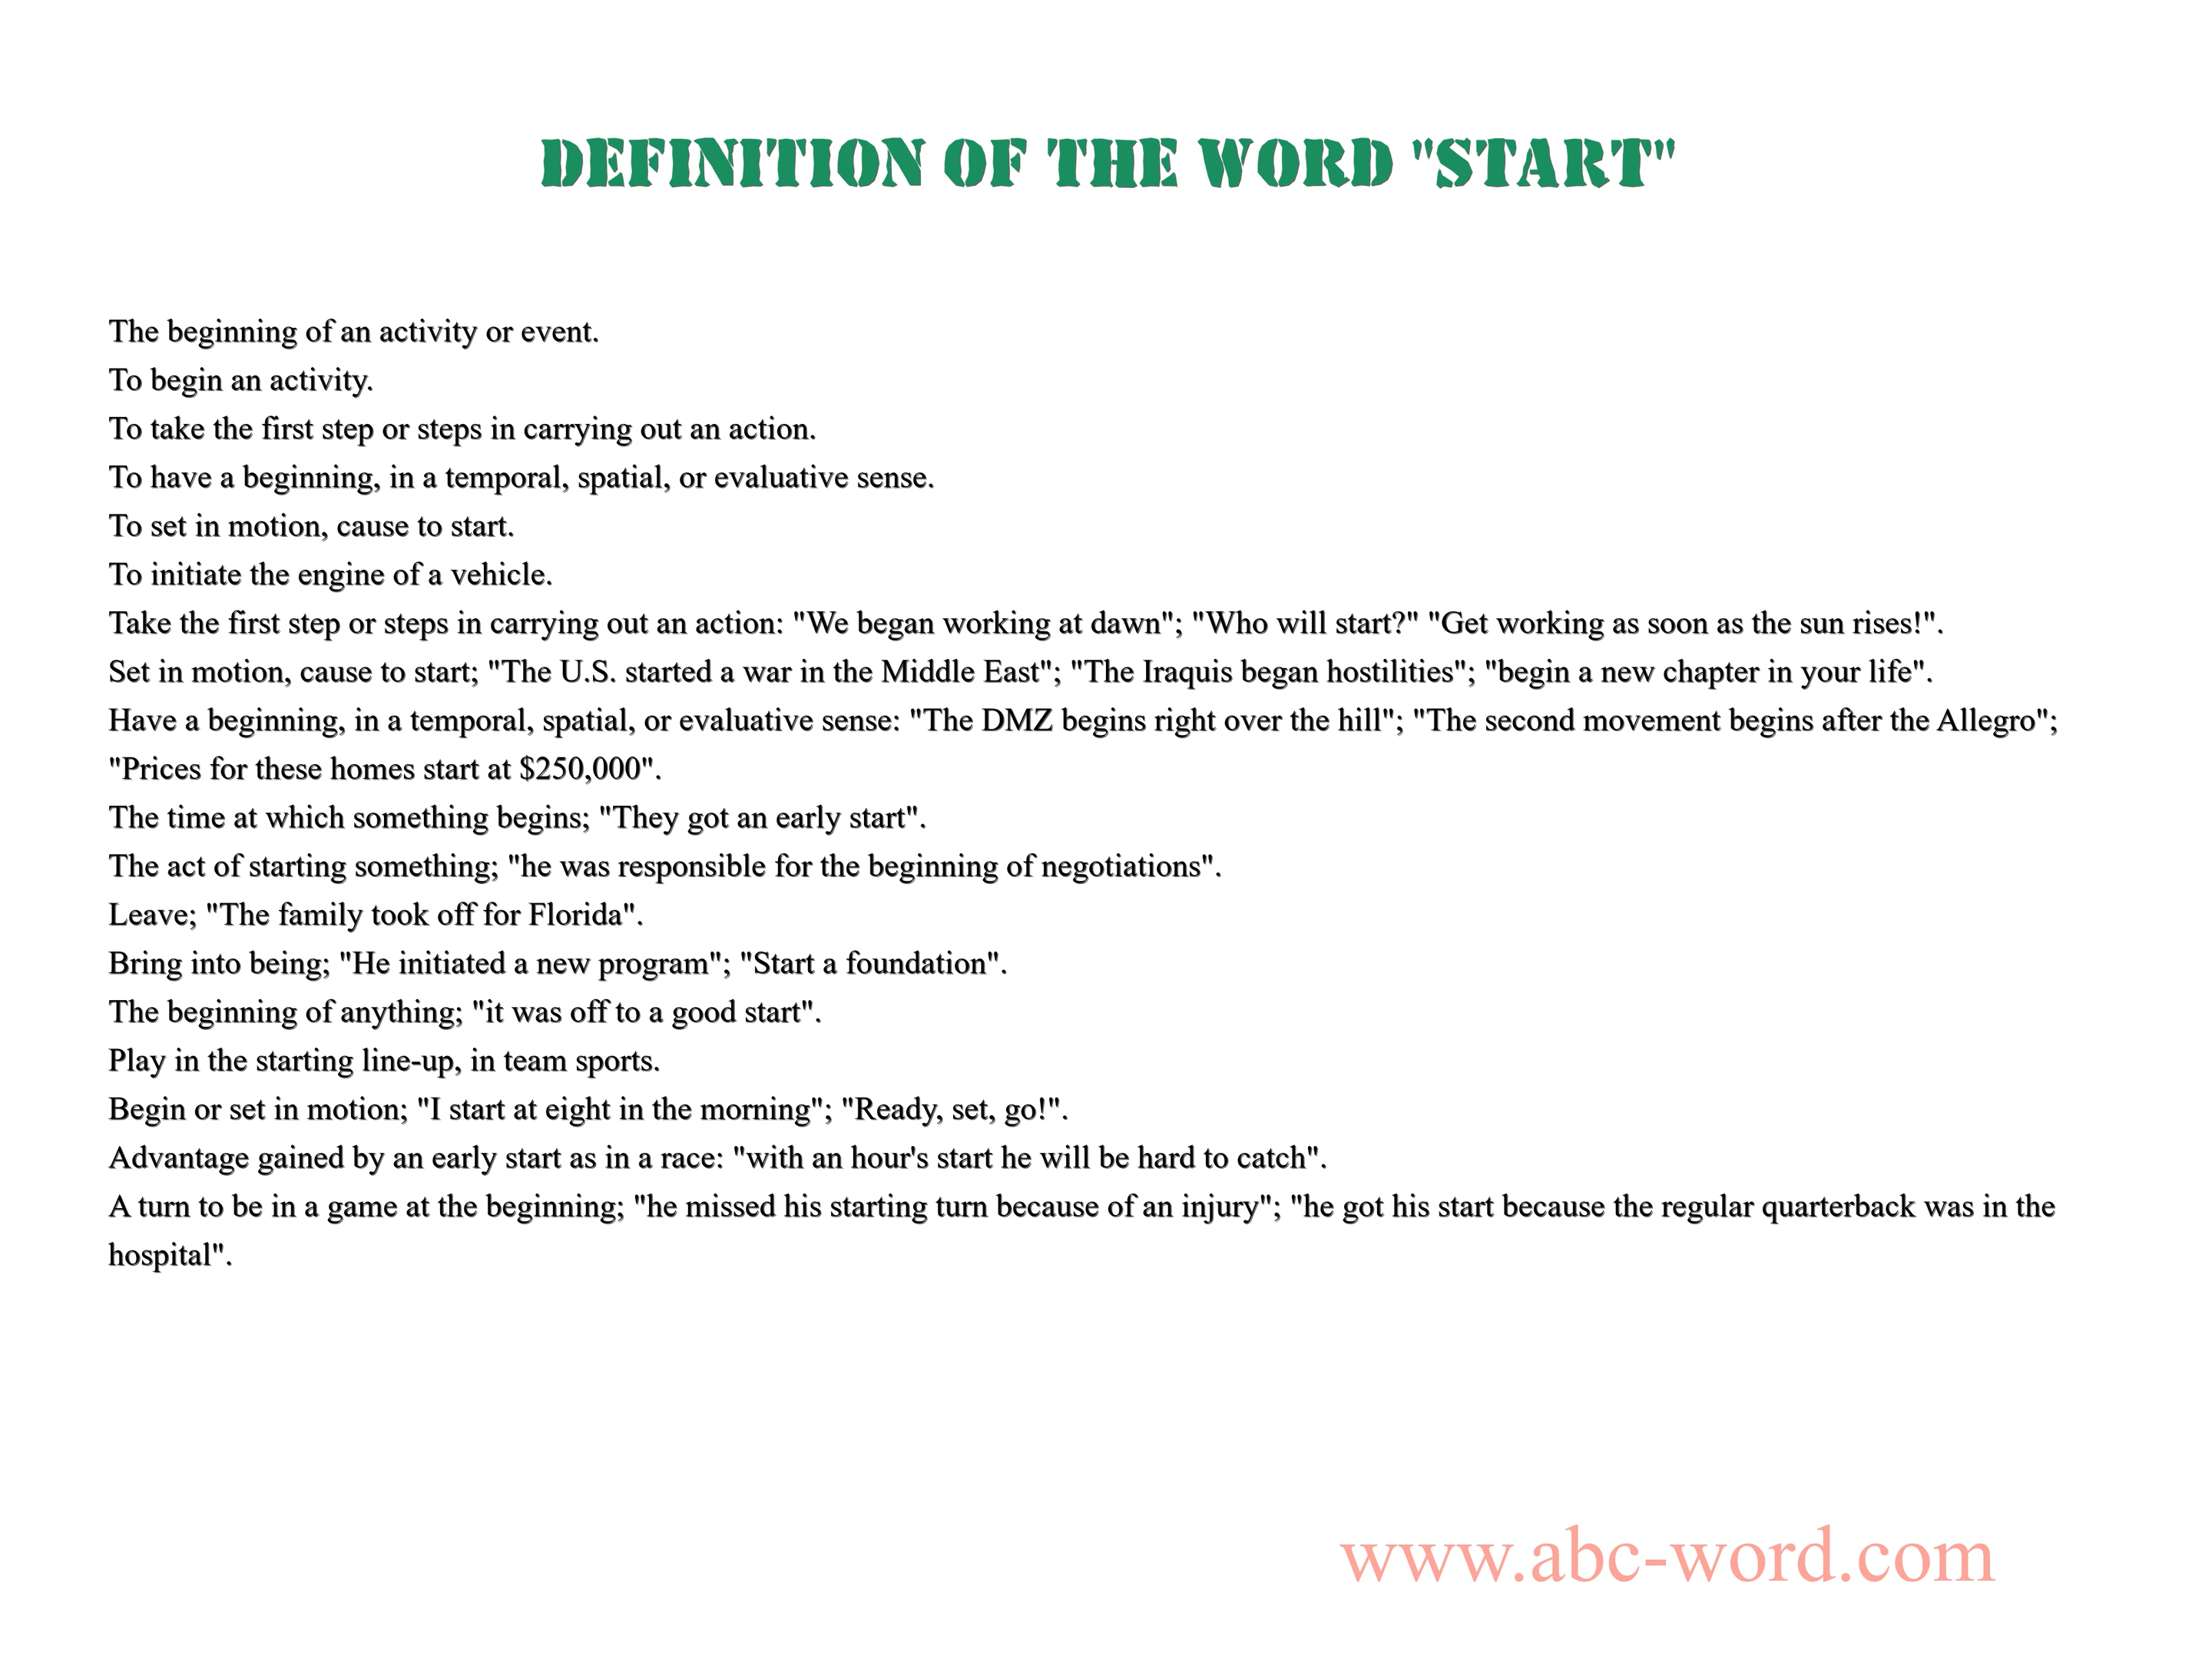 DEFINITION OF THE WORD "START"
The beginning of an activity or event.
To begin an activity.
To take the first step or steps in carrying out an action.
To have a beginning, in a temporal, spatial, or evaluative sense.
To set in motion, cause to start.
To initiate the engine of a vehicle.
Take the first step or steps in carrying out an action: "We began working at dawn"; "Who will start?" "Get working as soon as the sun rises!".
Set in motion, cause to start; "The U.S. started a war in the Middle East"; "The Iraquis began hostilities"; "begin a new chapter in your life".
Have a beginning, in a temporal, spatial, or evaluative sense: "The DMZ begins right over the hill"; "The second movement begins after the Allegro";
"Prices for these homes start at $250,000".
The time at which something begins; "They got an early start".
The act of starting something; "he was responsible for the beginning of negotiations".
Leave; "The family took off for Florida".
Bring into being; "He initiated a new program"; "Start a foundation".
The beginning of anything; "it was off to a good start".
Play in the starting line-up, in team sports.
Begin or set in motion; "I start at eight in the morning"; "Ready, set, go!".
Advantage gained by an early start as in a race: "with an hour's start he will be hard to catch".
A turn to be in a game at the beginning; "he missed his starting turn because of an injury"; "he got his start because the regular quarterback was in the
hospital".
www.abc-word.com